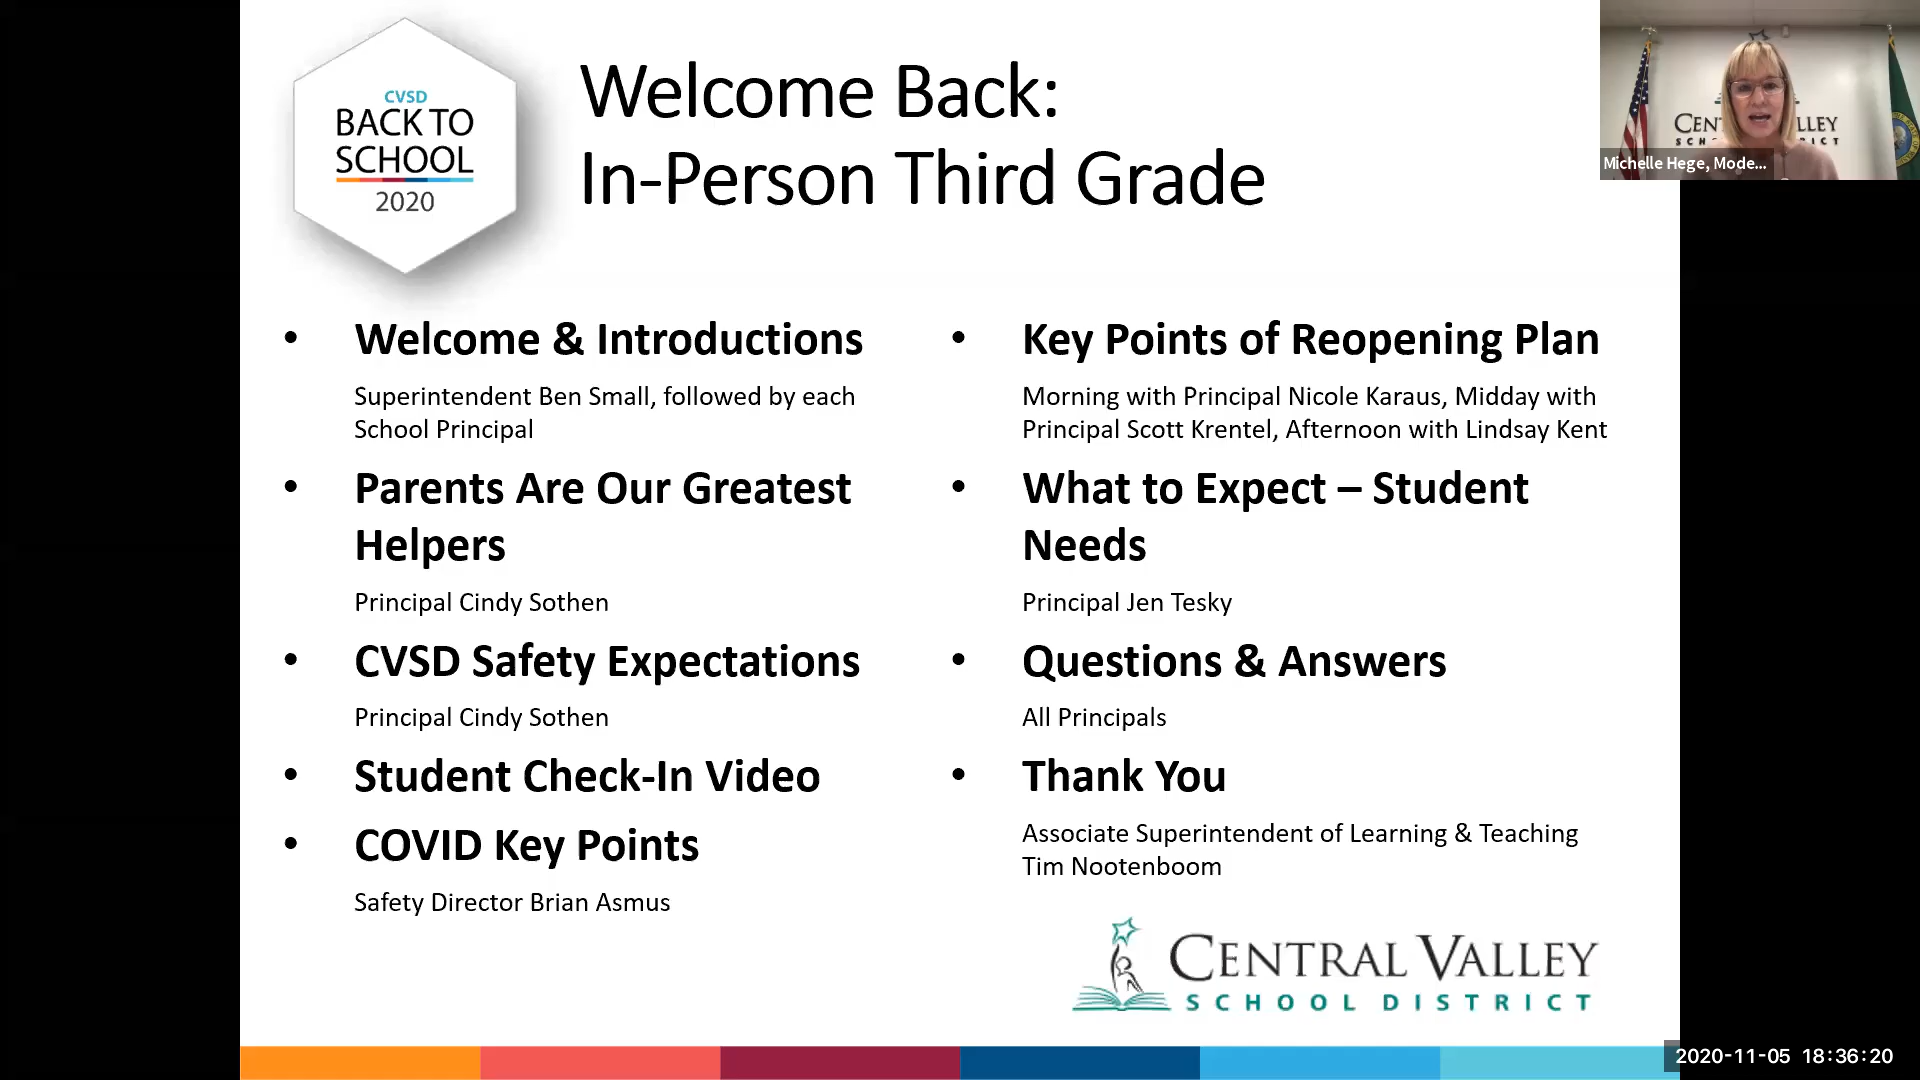 CVSD
BACK TO
SCHOOL
2020
Welcome Back:
In-Person Third Grade
• Welcome & Introductions
Superintendent Ben Small, followed by each
School Principal
• Parents Are Our Greatest
Helpers
Principal Cindy Sothen
• CVSD Safety Expectations
Principal Cindy Sothen
• Student Check-In Video
• COVID Key Points
Safety Director Brian Asmus
• Key Points of Reopening Plan
Morning with Principal Nicole Karaus, Midday with
Principal Scott Krentel, Afternoon with Lindsay Kent
• What to Expect – Student
Needs
Principal Jen Tesky
• Questions & Answers
All Principals
• Thank You
Associate Superintendent of Learning & Teaching
Tim Nootenboom
CENTRAL VALLEY
SCHOOL DISTRICT
Michelle Hege, Mode...
2020-11-05 18:36:20